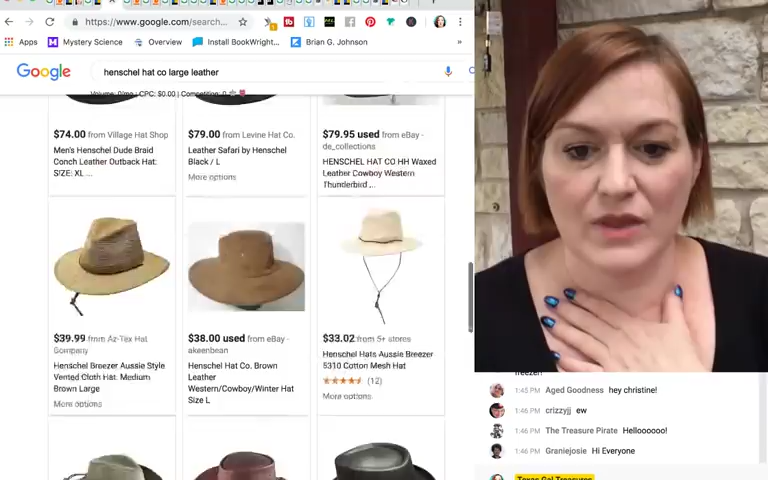 https://www.google.com/search...
Apps
Mystery Science
Overview
Install BookWright...
Brian G. Johnson
»
Google
henschel hat co large leather
Volume: 0/mo | CPC: $0.00 | Competition: 0
$74.00 from Village Hat Shop
Men's Henschel Dude Braid
Conch Leather Outback Hat:
SIZE: XL ...
$79.00 from Levine Hat Co.
Leather Safari by Henschel
Black / L
More options
$79.95 used from eBay -
de_collections
HENSCHEL HAT CO HH Waxed
Leather Cowboy Western
Thunderbird ...
$39.99 from Az-Tex Hat
Company
Henschel Breezer Aussie Style
Vented Cloth Hat: Medium
Brown Large
More options
$38.00 used from eBay -
akeenbean
Henschel Hat Co. Brown
Leather
Western/Cowboy/Winter Hat
Size L
$33.02 from 5+ stores
Henschel Hats Aussie Breezer
5310 Cotton Mesh Hat
(12)
More options
freezer!
1:45 PM Aged Goodness hey christine!
1:46 PM crizzyjj ew
1:46 PM The Treasure Pirate Helloooooo!
1:46 PM Graniejosie Hi Everyone
Texas Gal Treasures